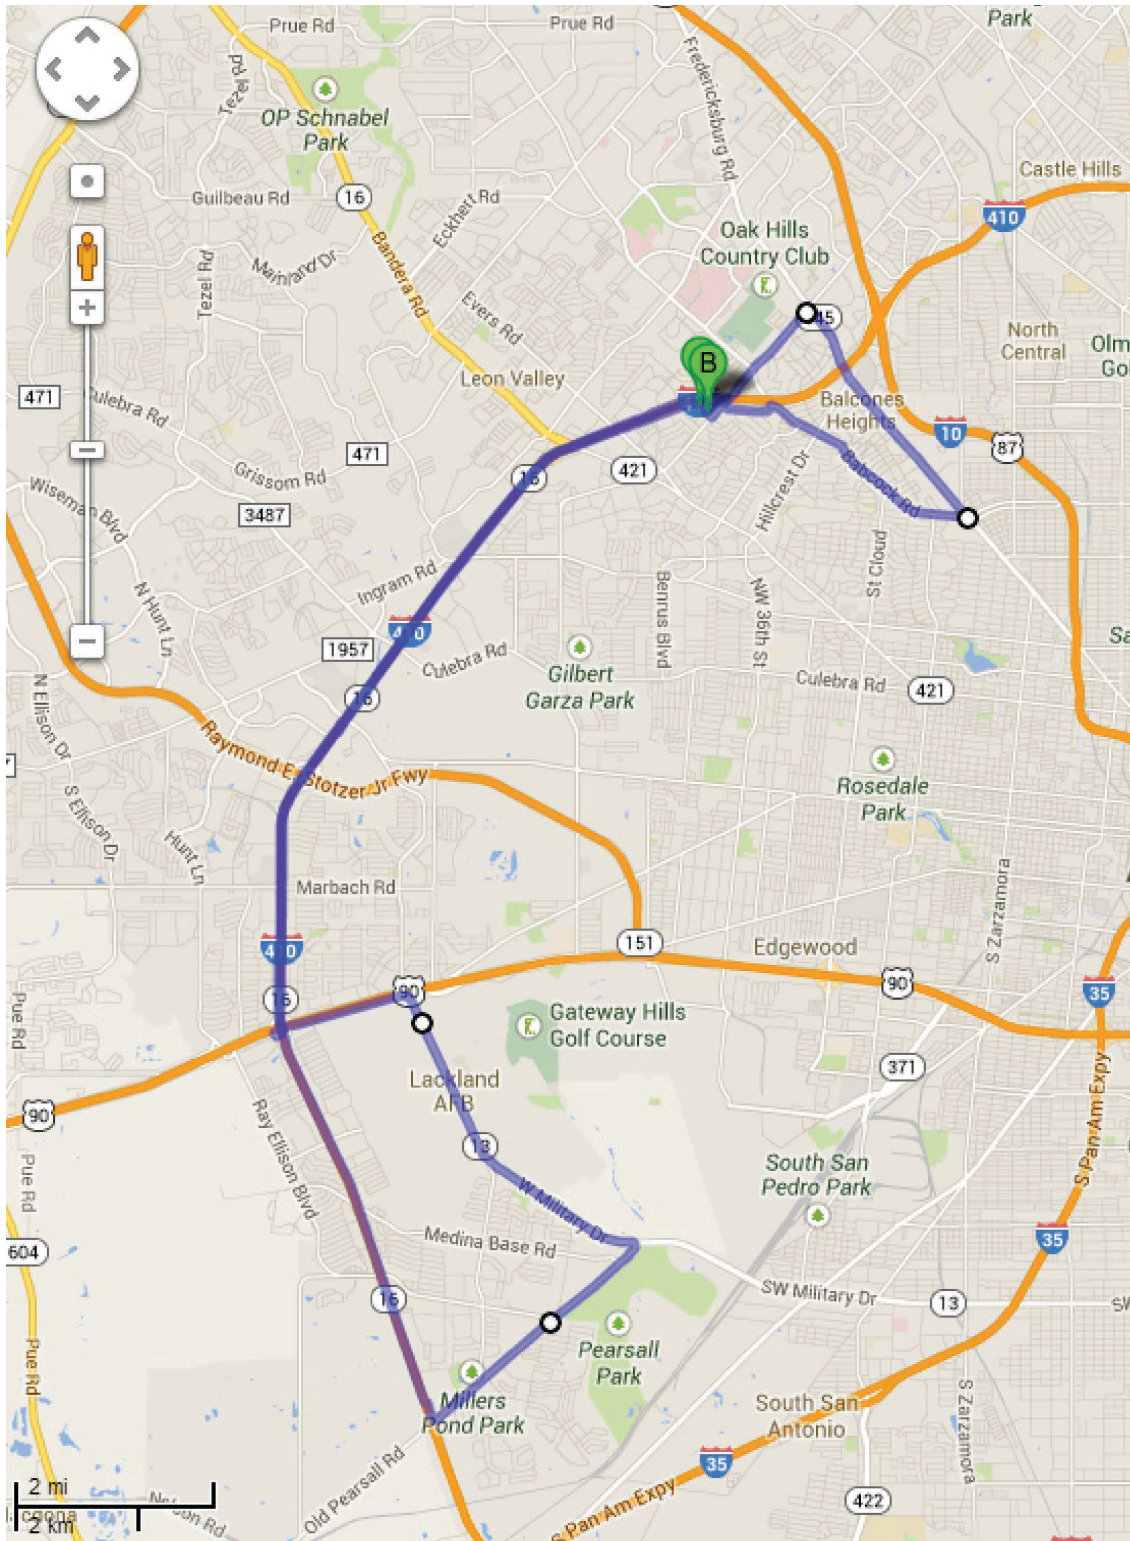 Prue Rd
Prue Rd
Park
Tezel Rd
Fredericksburg Rd
OP Schnabel
Park
Castle Hills
Guilbeau Rd
16
Eckhert Rd
410
Oak Hills
Country Club
Bandera Rd
Mainland Dr
Tezel Rd
Evers Rd
45
North
Central
Leon Valley
B
471
Culebra Rd
Balcones
Heights
10
87
471
421
16
Grissom Rd
Babcock Rd
Wiseman Blvd
3487
Hillcrest Dr
Ingram Rd
St Cloud
N Hunt Ln
Benrus Blvd
NW 36th St
1957
Culebra Rd
Gilbert
Garza Park
Culebra Rd
421
16
N Ellison Dr
Raymond E Stotzer Jr Fwy
Rosedale
Park
S Ellison Dr
Hunt Ln
Marbach Rd
S Zarzamora
151
Edgewood
90
90
35
16
Pue Rd
Gateway Hills
Golf Course
371
Lackland
AFB
90
Ray Ellison Blvd
13
S Pan Am Expy
South San
Pedro Park
Pue Rd
W Military Dr
Medina Base Rd
604
35
SW Military Dr
13
SW
16
Pearsall
Park
Pue Rd
Millers
Pond Park
South San
Antonio
S Zarzamora
35
2 mi
2 km
Old Pearsall Rd
S Pan Am Expy
422